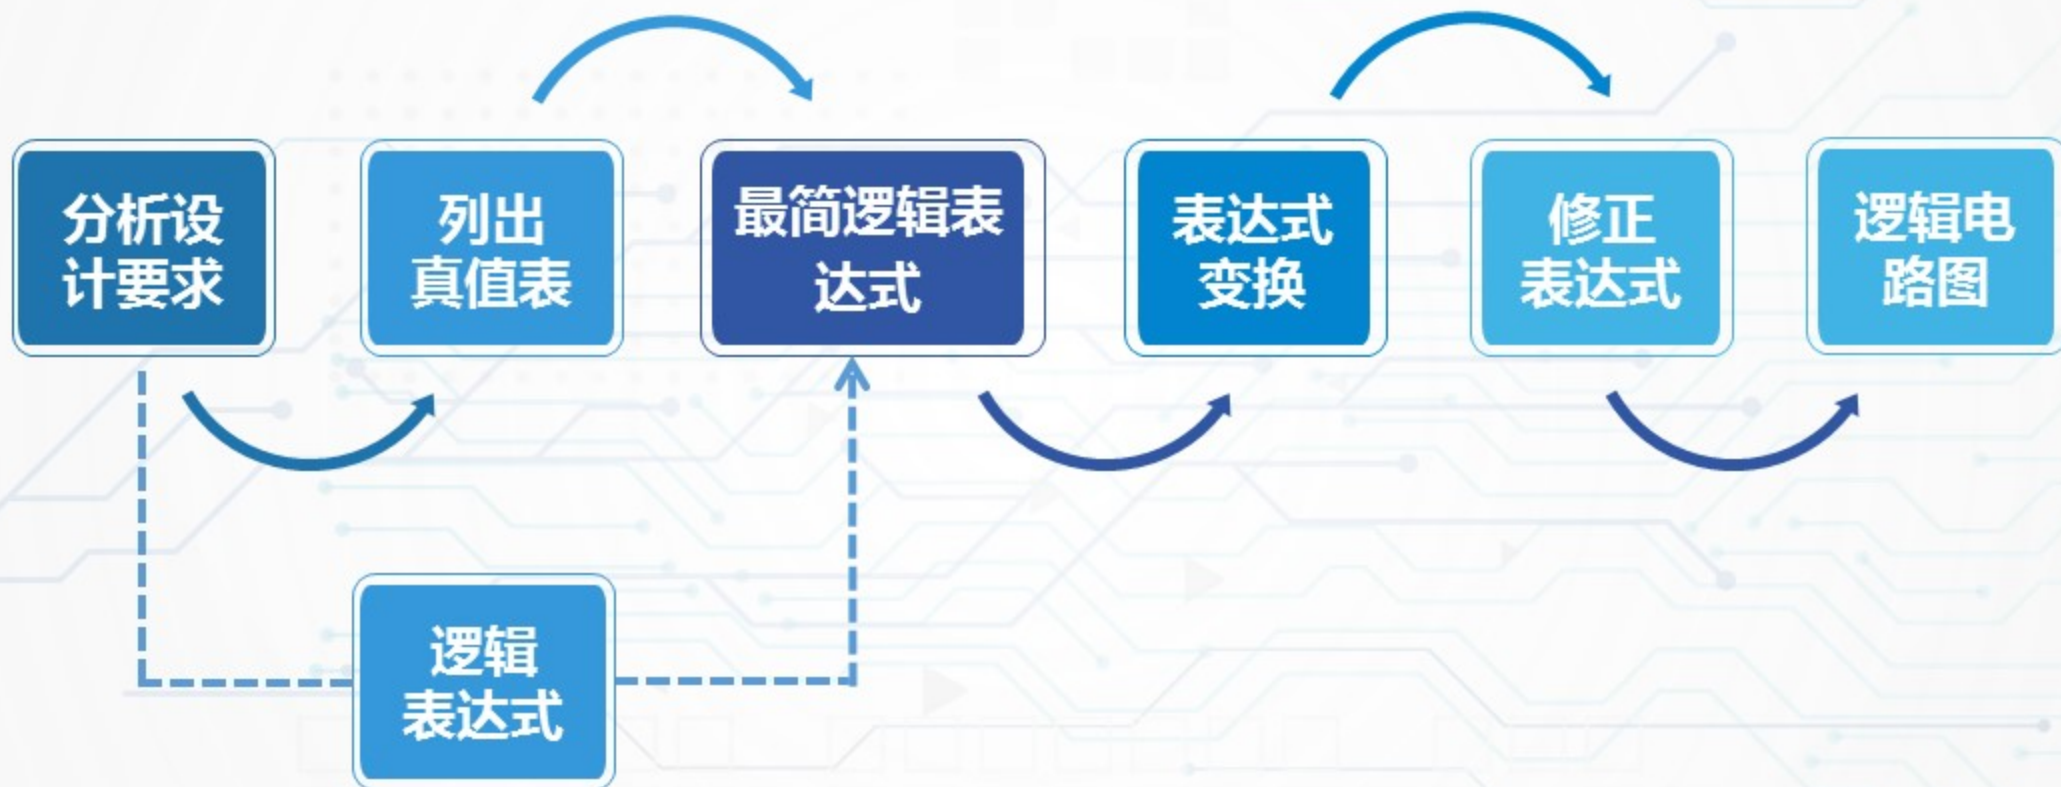 分析设
计要求
列出
真值表
最简逻辑表
达式
表达式
变换
修正
表达式
逻辑电
路图
逻辑
表达式